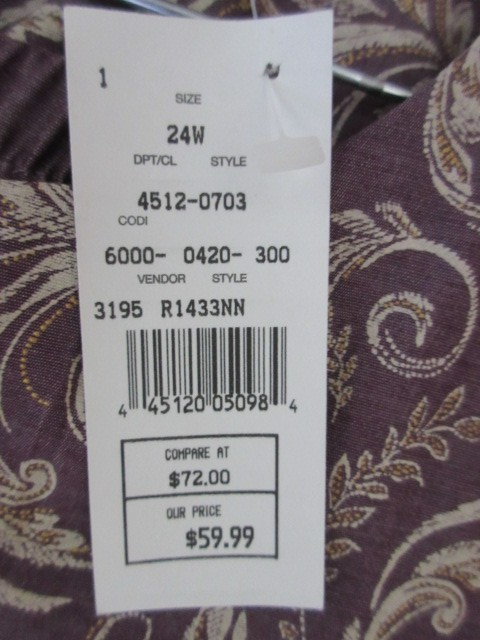 1
SIZE
24W
DPT/CL STYLE
4512-0703
CODI
6000- 0420- 300
VENDOR STYLE
3195 R1433NN
4 45120 05098 4
COMPARE AT
$72.00
OUR PRICE
$59.99